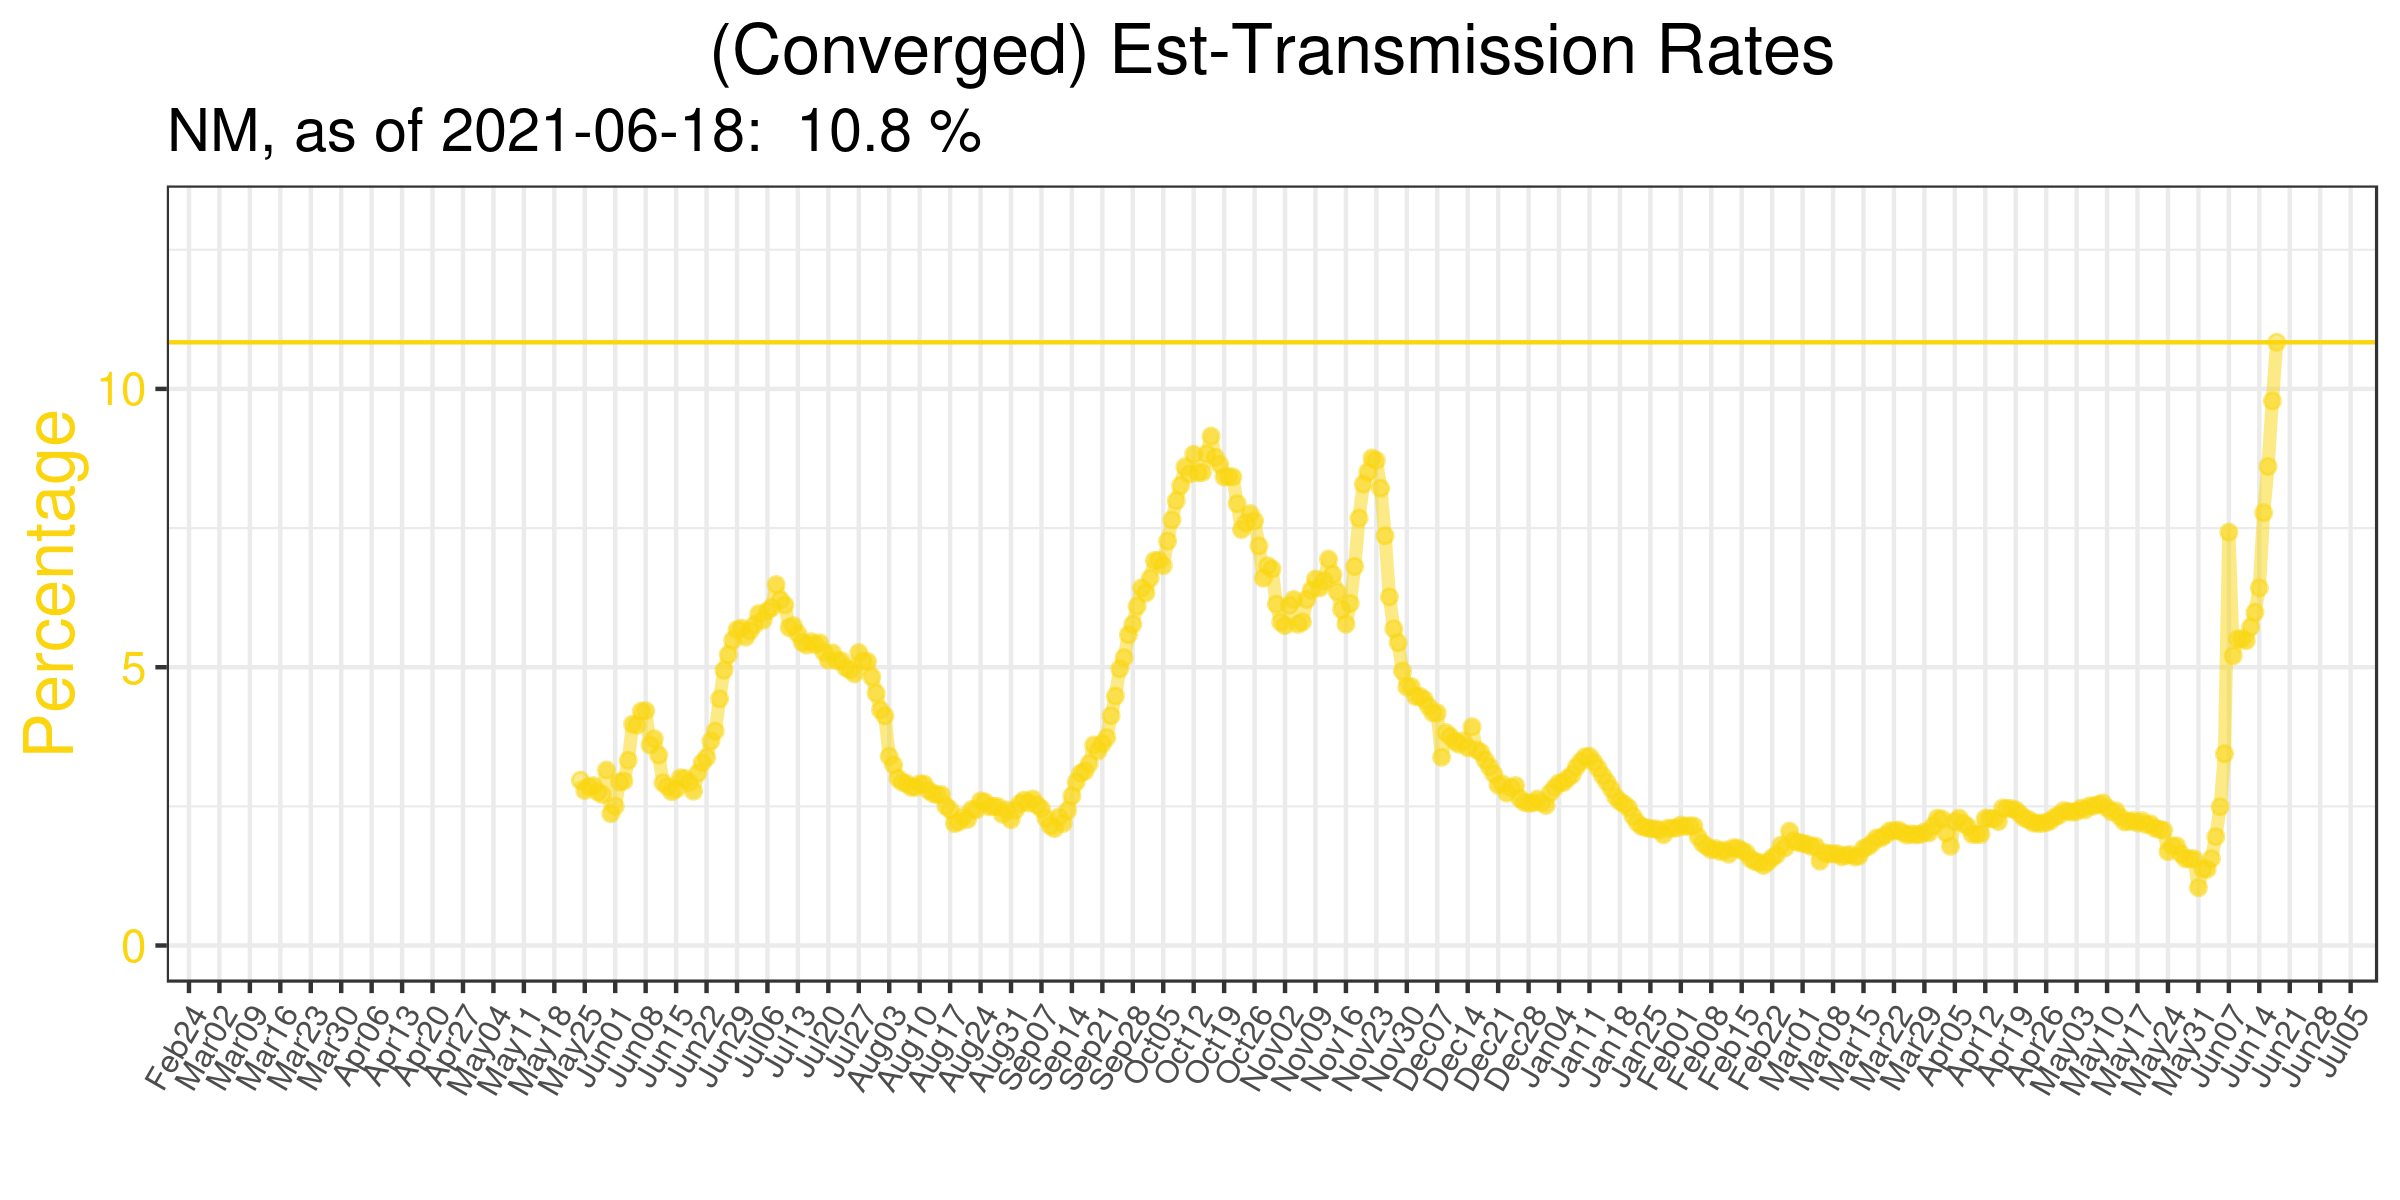 (Converged) Est-Transmission Rates
NM, as of 2021-06-18:  10.8 %
Percentage
10
5
0
Feb24
Mar02
Mar09
Mar16
Mar23
Mar30
Apr06
Apr13
Apr20
Apr27
May04
May11
May18
May25
Jun01
Jun08
Jun15
Jun22
Jun29
Jul06
Jul13
Jul20
Jul27
Aug03
Aug10
Aug17
Aug24
Aug31
Sep07
Sep14
Sep21
Sep28
Oct05
Oct12
Oct19
Oct26
Nov02
Nov09
Nov16
Nov23
Nov30
Dec07
Dec14
Dec21
Dec28
Jan04
Jan11
Jan18
Jan25
Feb01
Feb08
Feb15
Feb22
Mar01
Mar08
Mar15
Mar22
Mar29
Apr05
Apr12
Apr19
Apr26
May03
May10
May17
May24
May31
Jun07
Jun14
Jun21
Jun28
Jul05